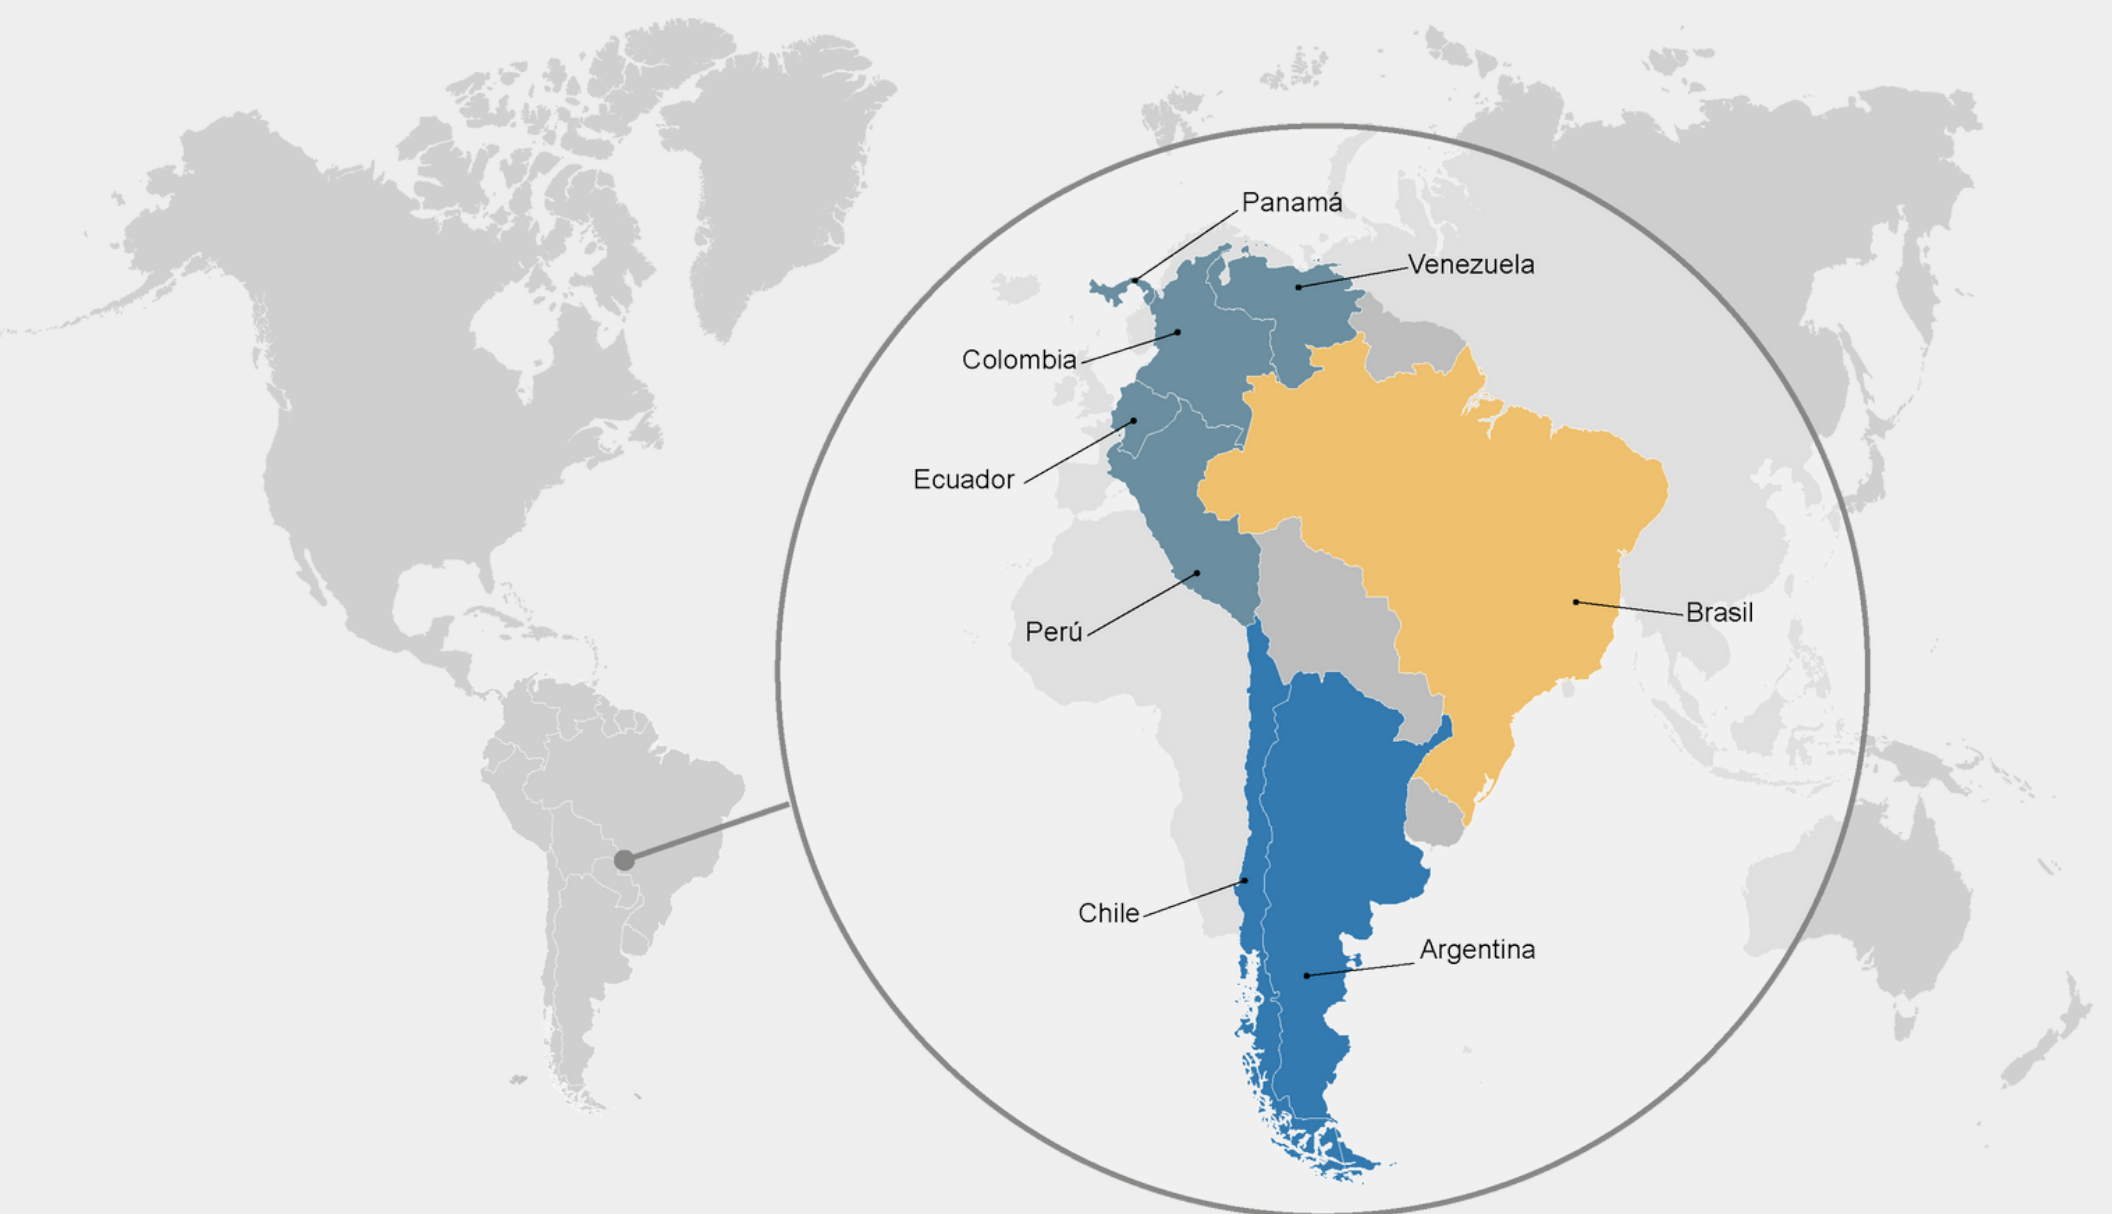 Panamá
Venezuela
Colombia
Ecuador
Perú
Brasil
Chile
Argentina